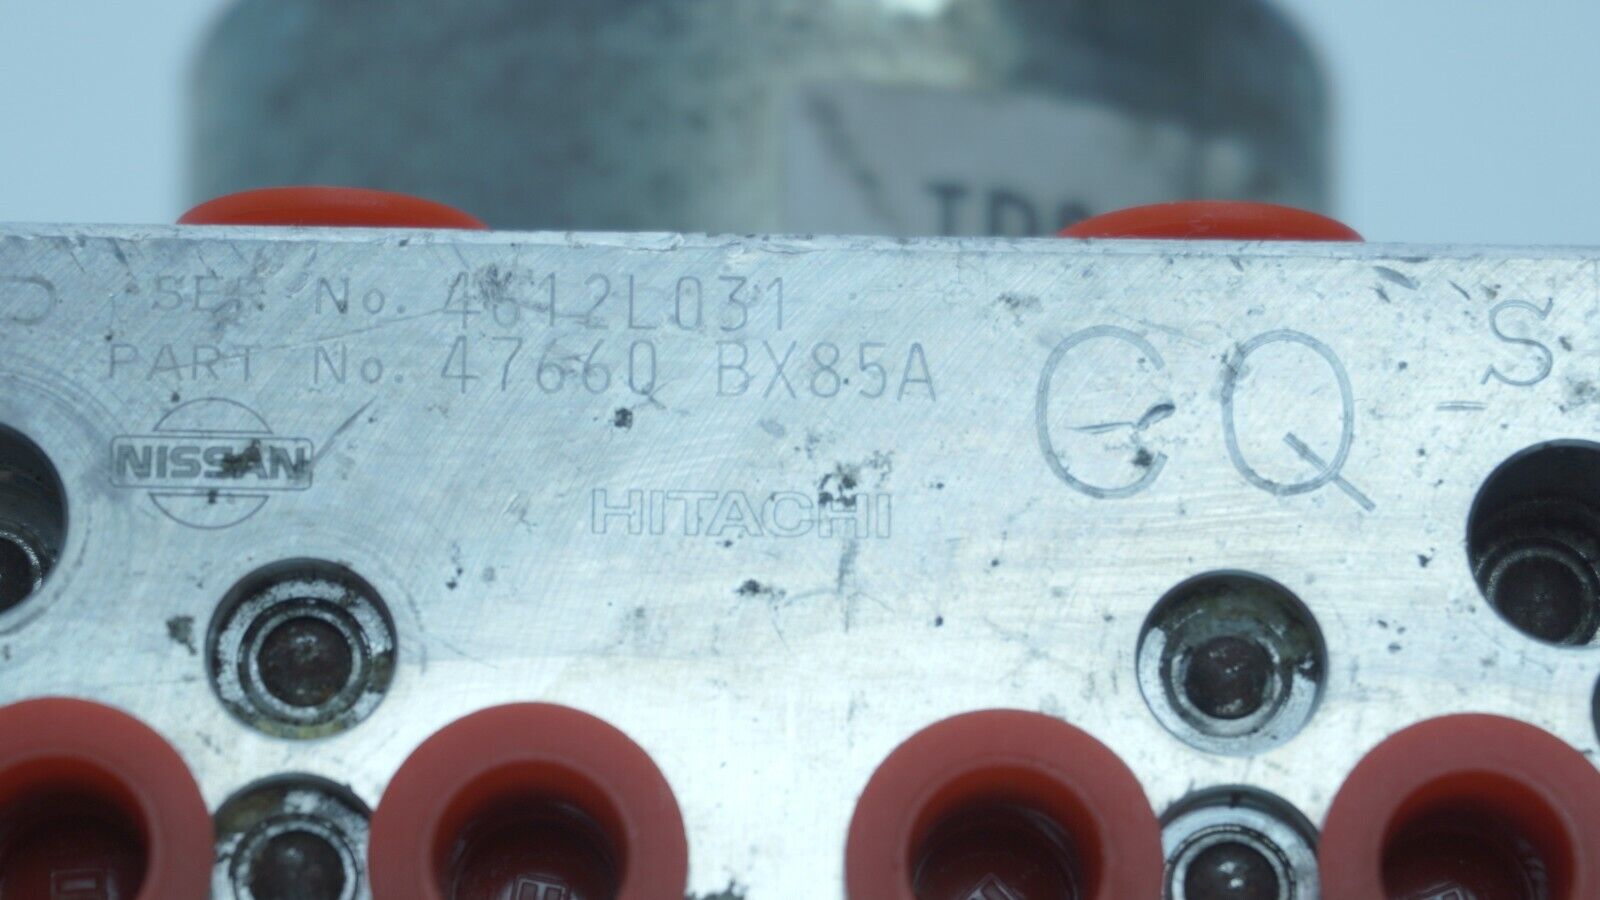 SER No. 4612L031
PART No. 47660 BX85A
NISSAN
HITACHI
GQ
S